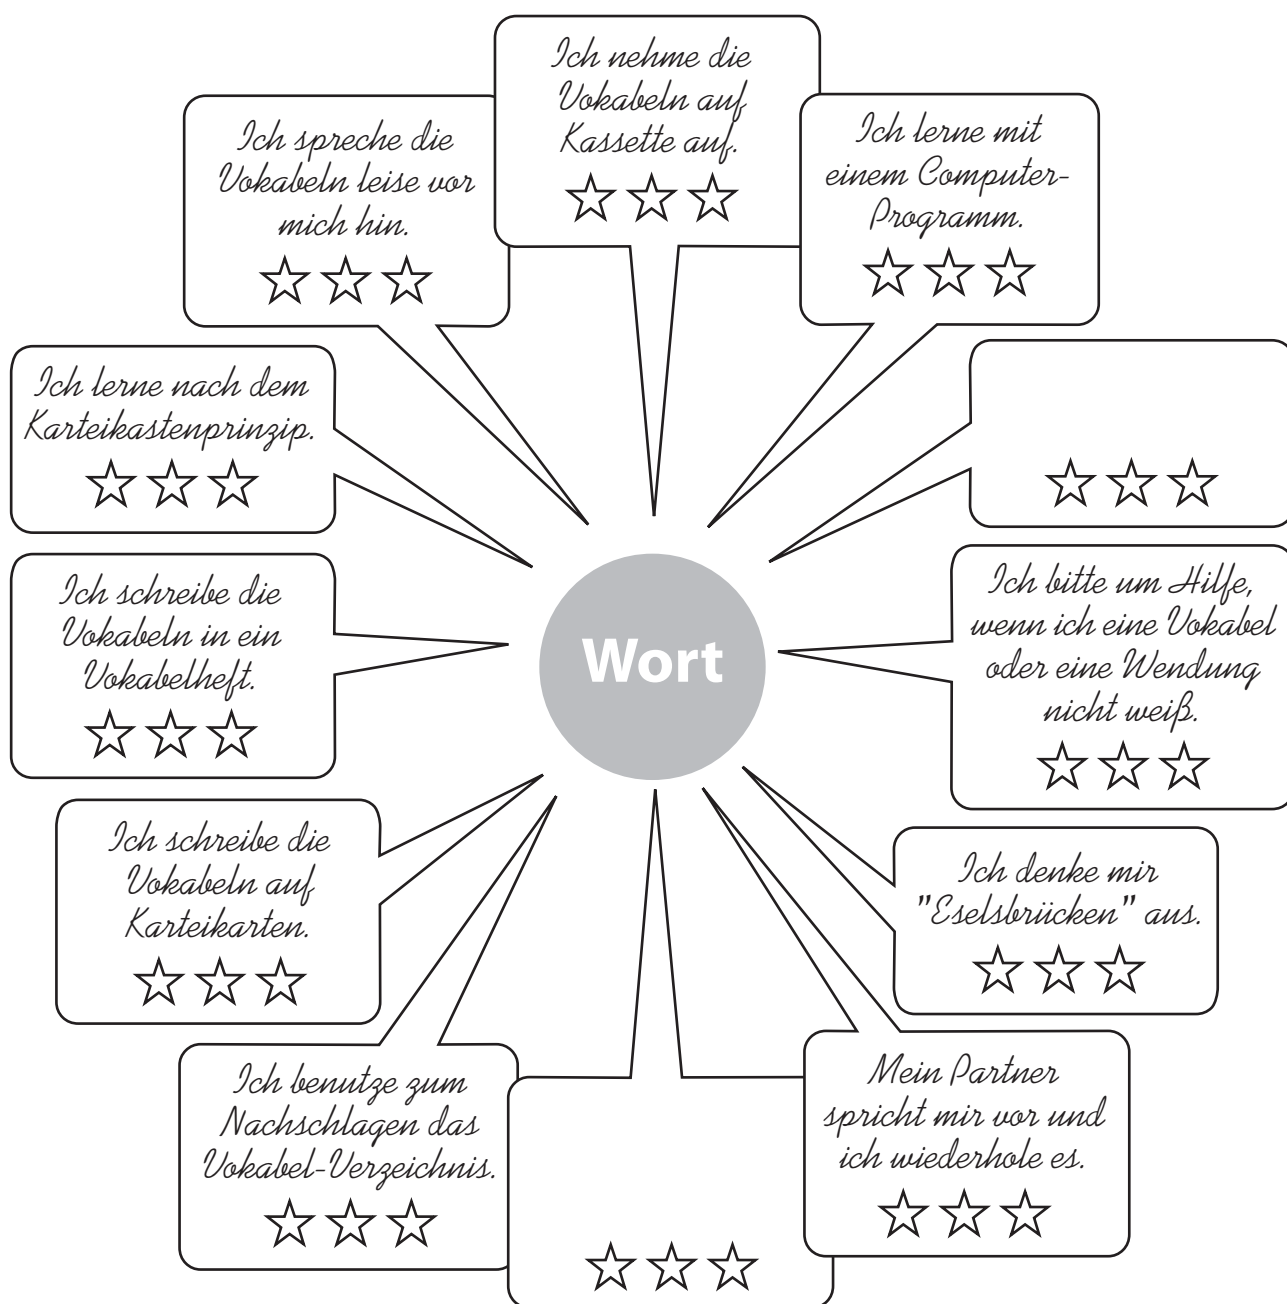 Ich nehme die
Vokabeln auf
Kassette auf.
Ich spreche die
Vokabeln leise vor
mich hin.
Ich lerne mit
einem Computer-
Programm.
Ich lerne nach dem
Karteikastenprinzip.
Ich schreibe die
Vokabeln in ein
Vokabelheft.
Wort
Ich bitte um Hilfe,
wenn ich eine Vokabel
oder eine Wendung
nicht weiß.
Ich schreibe die
Vokabeln auf
Karteikarten.
Ich denke mir
"Eselsbrücken" aus.
Ich benutze zum
Nachschlagen das
Vokabel-Verzeichnis.
Mein Partner
spricht mir vor und
ich wiederhole es.